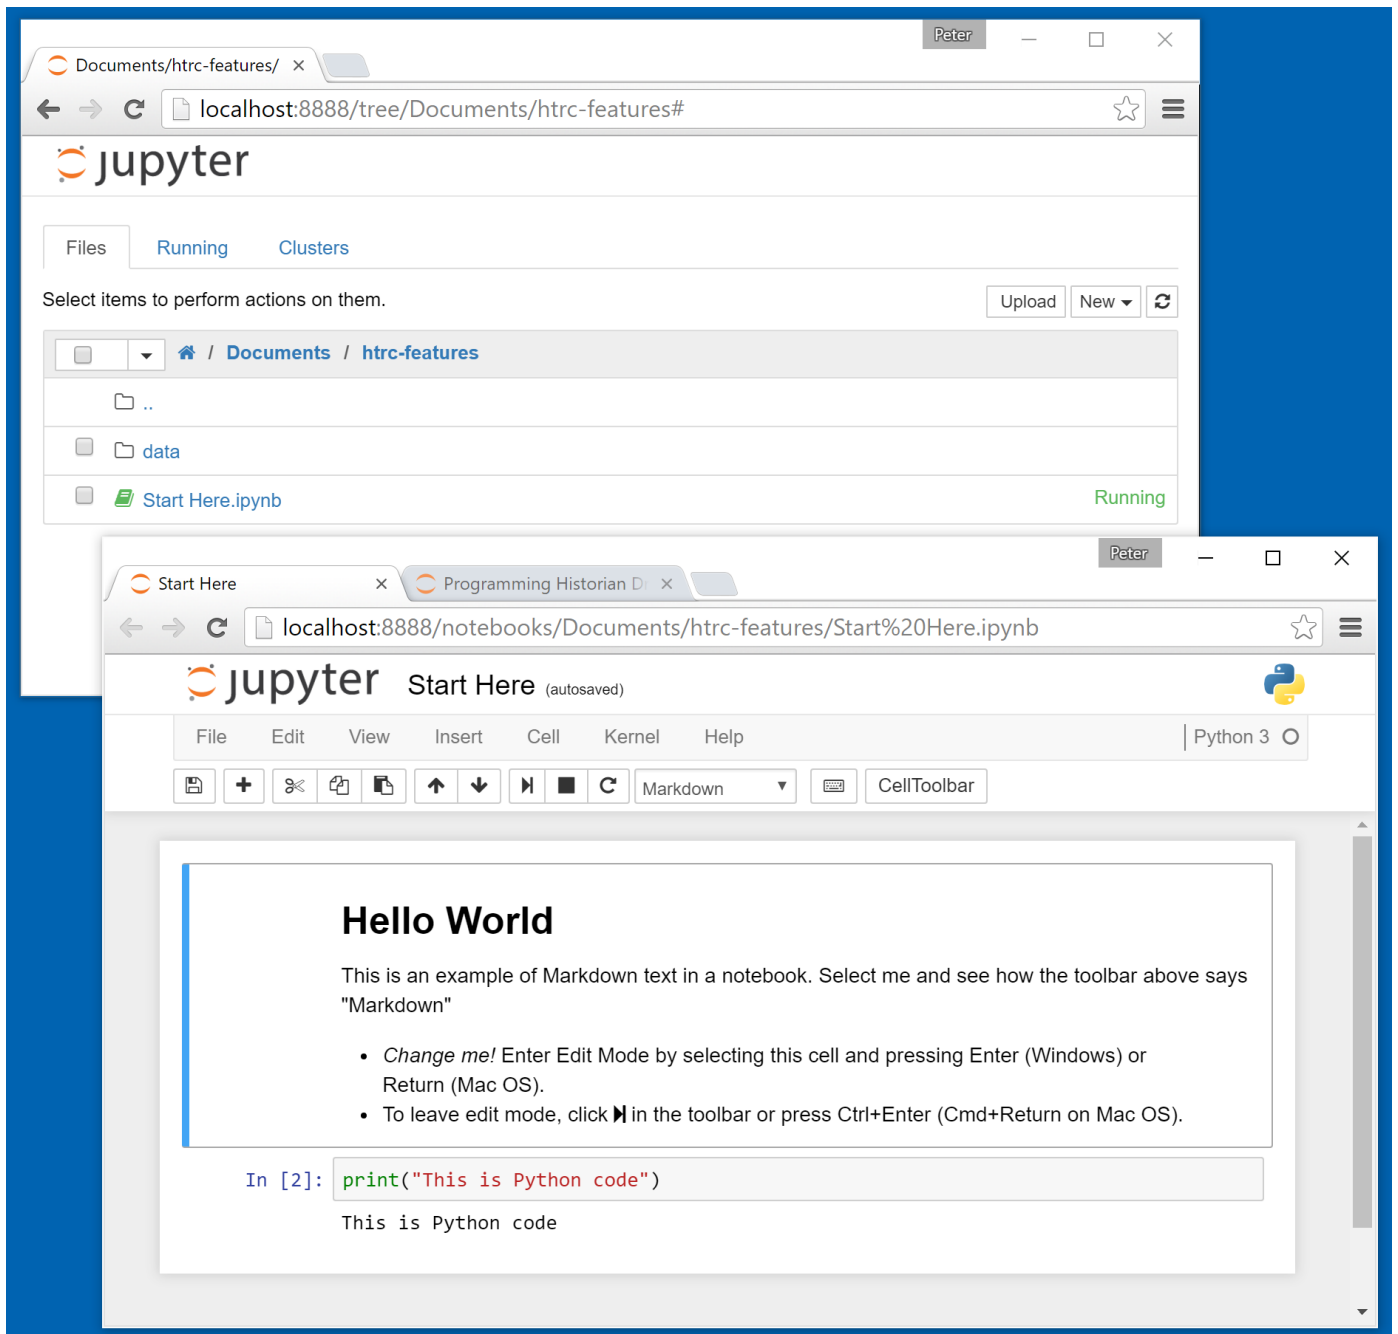 Peter
Documents/htrc-features/
localhost:8888/tree/Documents/htrc-features#
jupyter
Files Running Clusters
Select items to perform actions on them.
Upload New
/ Documents / htrc-features
..
data
Start Here.ipynb Running
Peter
Start Here Programming Historian D
localhost:8888/notebooks/Documents/htrc-features/Start%20Here.ipynb
jupyter Start Here (autosaved)
File Edit View Insert Cell Kernel Help Python 3
Markdown CellToolbar
Hello World
This is an example of Markdown text in a notebook. Select me and see how the toolbar above says
"Markdown"
• Change me! Enter Edit Mode by selecting this cell and pressing Enter (Windows) or
Return (Mac OS).
• To leave edit mode, click in the toolbar or press Ctrl+Enter (Cmd+Return on Mac OS).
In [2]: print("This is Python code")
This is Python code